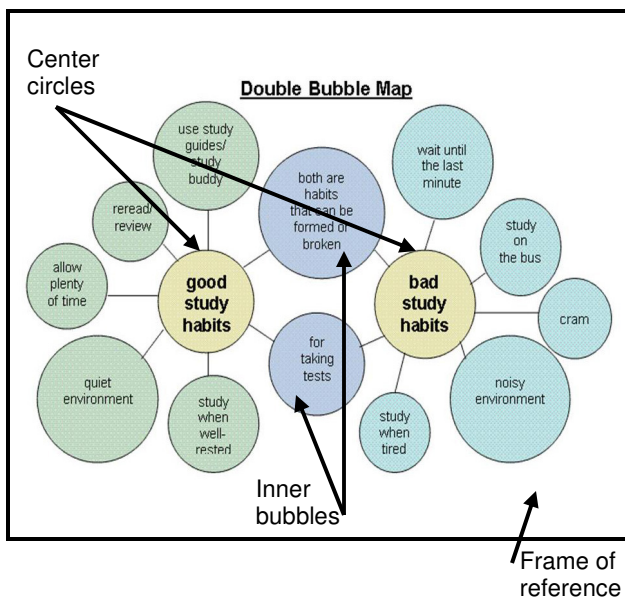 Center
circles
Double Bubble Map
use study
guides/
study
buddy
both are
habits
that can be
formed or
broken
wait until
the last
minute
reread/
review
study
on
the bus
allow
plenty
of time
good
study
habits
bad
study
habits
cram
for
taking
tests
quiet
environment
noisy
environment
study
when
well-
rested
study
when
tired
Inner
bubbles
Frame of
reference